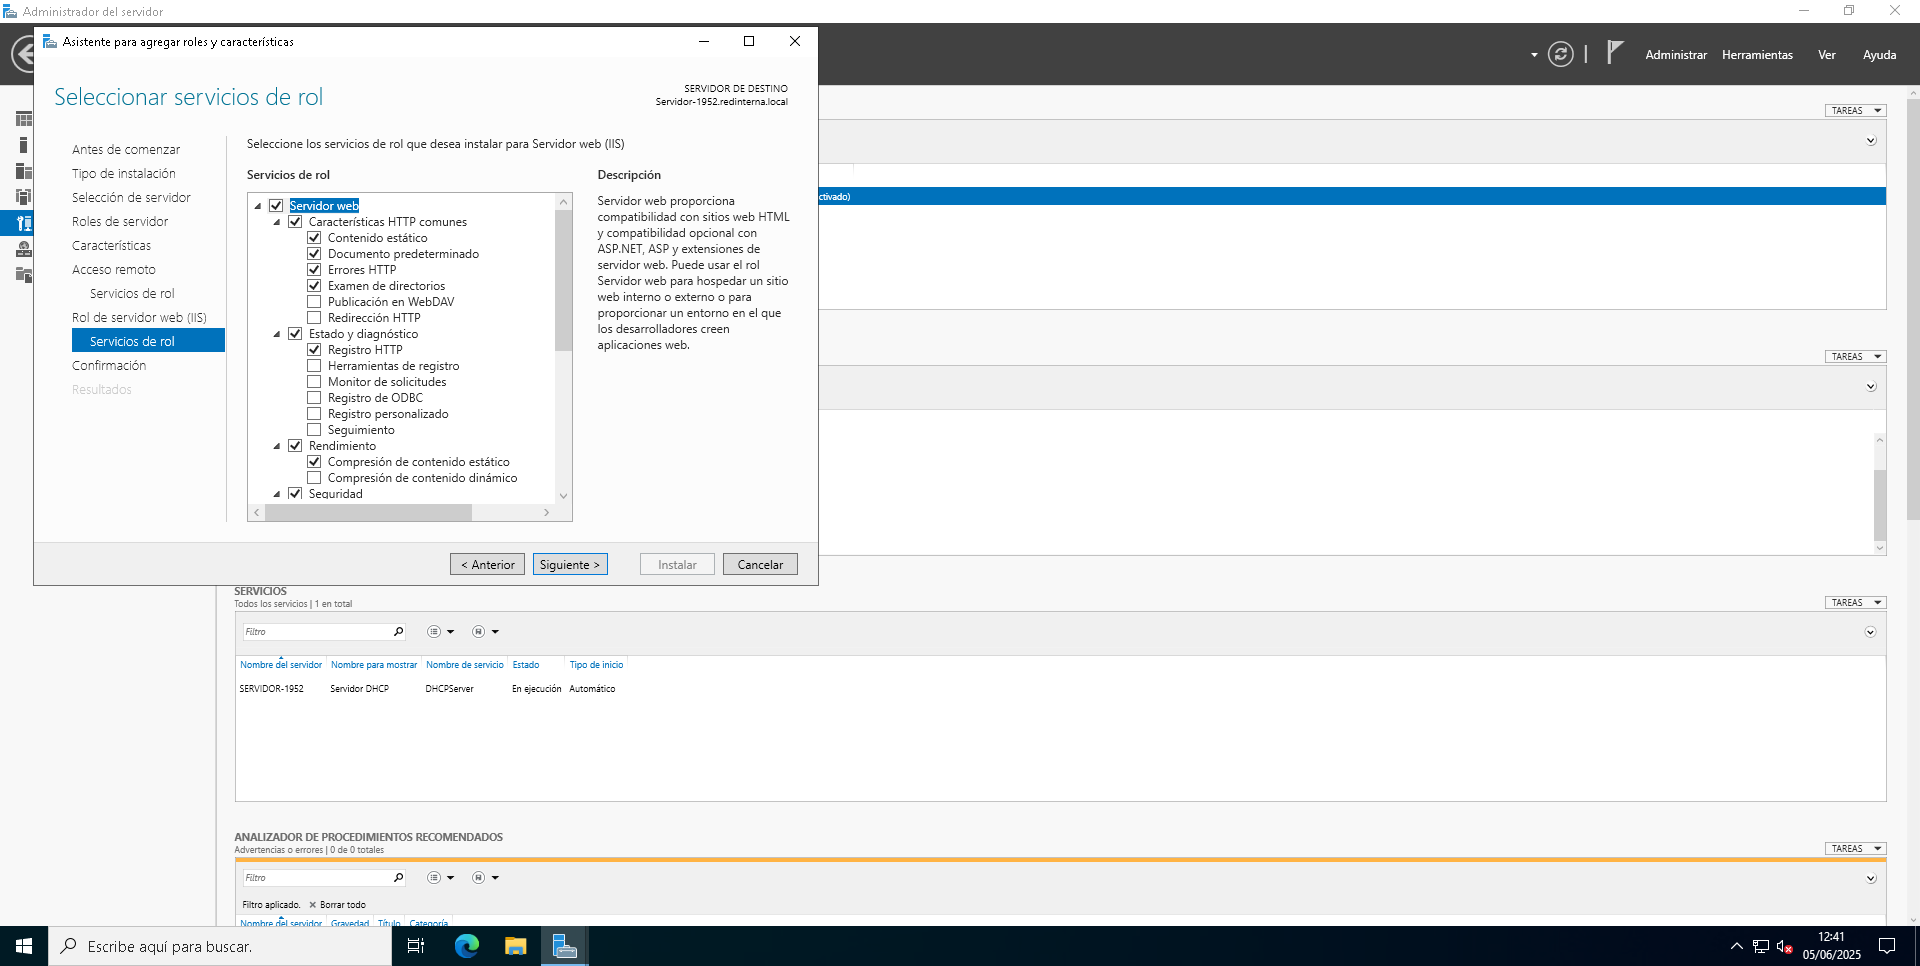 Administrador del servidor
Asistente para agregar roles y características
Administrar Herramientas Ver Ayuda
Seleccionar servicios de rol
SERVIDOR DE DESTINO
Servidor-1952.redinterna.local
Antes de comenzar
Tipo de instalación
Selección de servidor
Roles de servidor
Características
Acceso remoto
Servicios de rol
Rol de servidor web (IIS)
Servicios de rol
Confirmación
Resultados
Seleccione los servicios de rol que desea instalar para Servidor web (IIS)
Servicios de rol
Servidor web
Características HTTP comunes
Contenido estático
Documento predeterminado
Errores HTTP
Examen de directorios
Publicación en WebDAV
Redirección HTTP
Estado y diagnóstico
Registro HTTP
Herramientas de registro
Monitor de solicitudes
Registro de ODBC
Registro personalizado
Seguimiento
Rendimiento
Compresión de contenido estático
Compresión de contenido dinámico
Seguridad
Descripción
Servidor web proporciona
compatibilidad con sitios web HTML
y compatibilidad opcional con
ASP.NET, ASP y extensiones de
servidor web. Puede usar el rol
Servidor web para hospedar un sitio
web interno o externo o para
proporcionar un entorno en el que
los desarrolladores creen
aplicaciones web.
< Anterior Siguiente > Instalar Cancelar
TAREAS
ctivado)
TAREAS
SERVICIOS
Todos los servicios | 1 en total
TAREAS
Filtro
Nombre del servidor Nombre para mostrar Nombre de servicio Estado Tipo de inicio
SERVIDOR-1952 Servidor DHCP DHCPServer En ejecución Automático
ANALIZADOR DE PROCEDIMIENTOS RECOMENDADOS
Advertencias o errores | 0 de 0 totales
TAREAS
Filtro
Filtro aplicado. Borrar todo
Nombre del servidor Gravedad Título Categoría
Escribe aquí para buscar.
12:41
05/06/2025